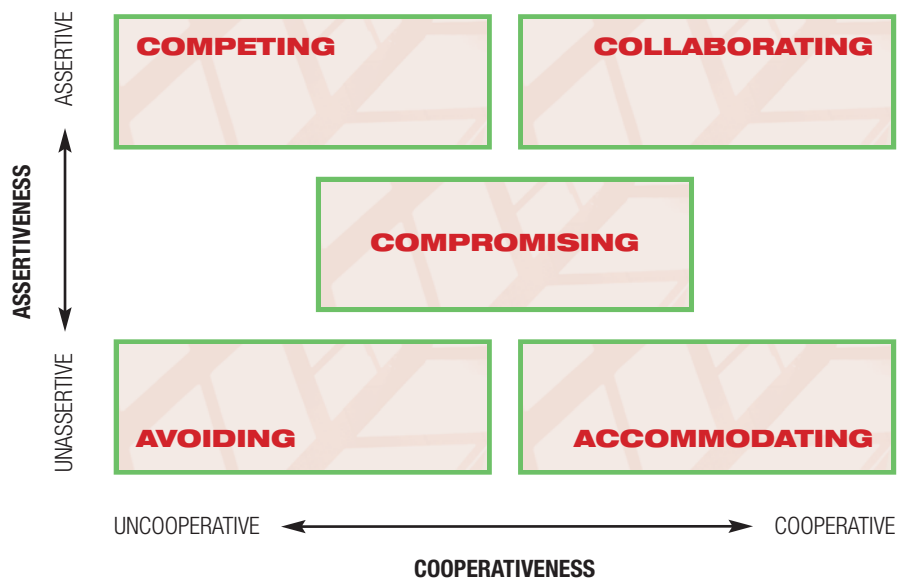 ASSERTIVE
COMPETING
COLLABORATING
ASSERTIVENESS
COMPROMISING
UNASSERTIVE
AVOIDING
ACCOMMODATING
UNCOOPERATIVE
COOPERATIVE
COOPERATIVENESS